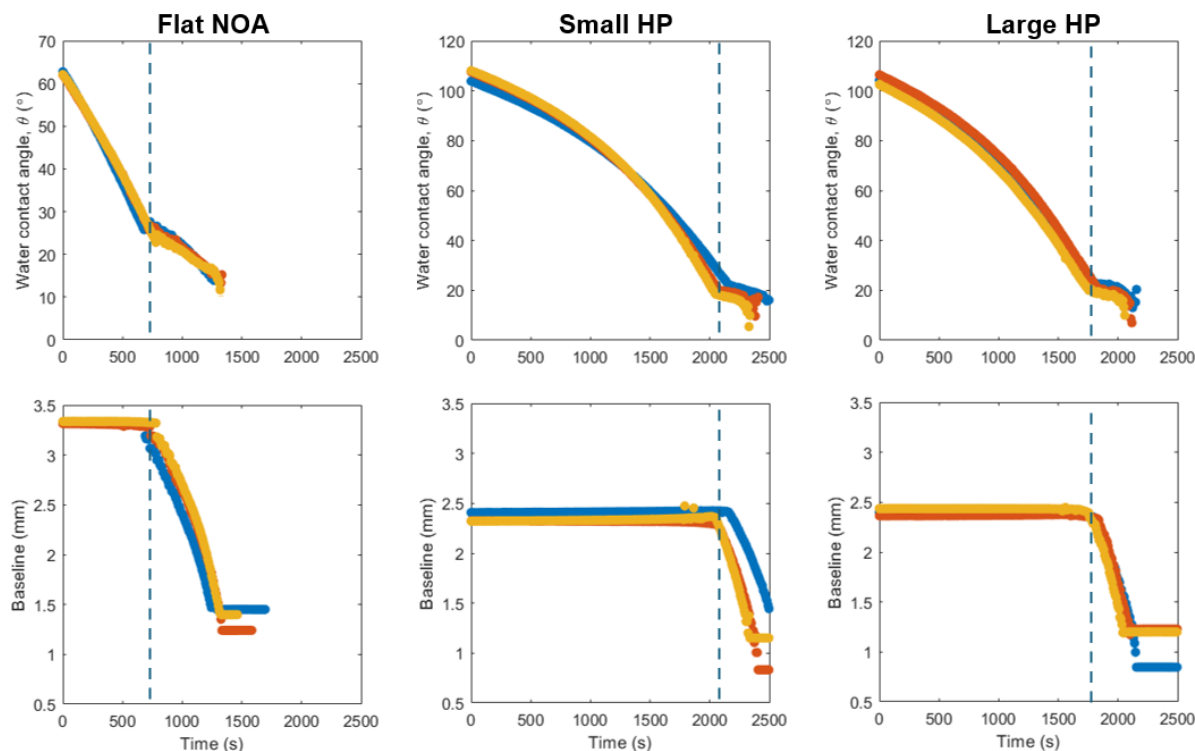 Flat NOA
Small HP
Large HP
Water contact angle, θ (°)
70
60
50
40
30
20
10
0
0 500 1000 1500 2000 2500
Water contact angle, θ (°)
120
100
80
60
40
20
0
0 500 1000 1500 2000 2500
Water contact angle, θ (°)
120
100
80
60
40
20
0
0 500 1000 1500 2000 2500
Baseline (mm)
3.5
3
2.5
2
1.5
1
0.5
0 500 1000 1500 2000 2500
Time (s)
Baseline (mm)
3.5
3
2.5
2
1.5
1
0.5
0 500 1000 1500 2000 2500
Time (s)
Baseline (mm)
3.5
3
2.5
2
1.5
1
0.5
0 500 1000 1500 2000 2500
Time (s)